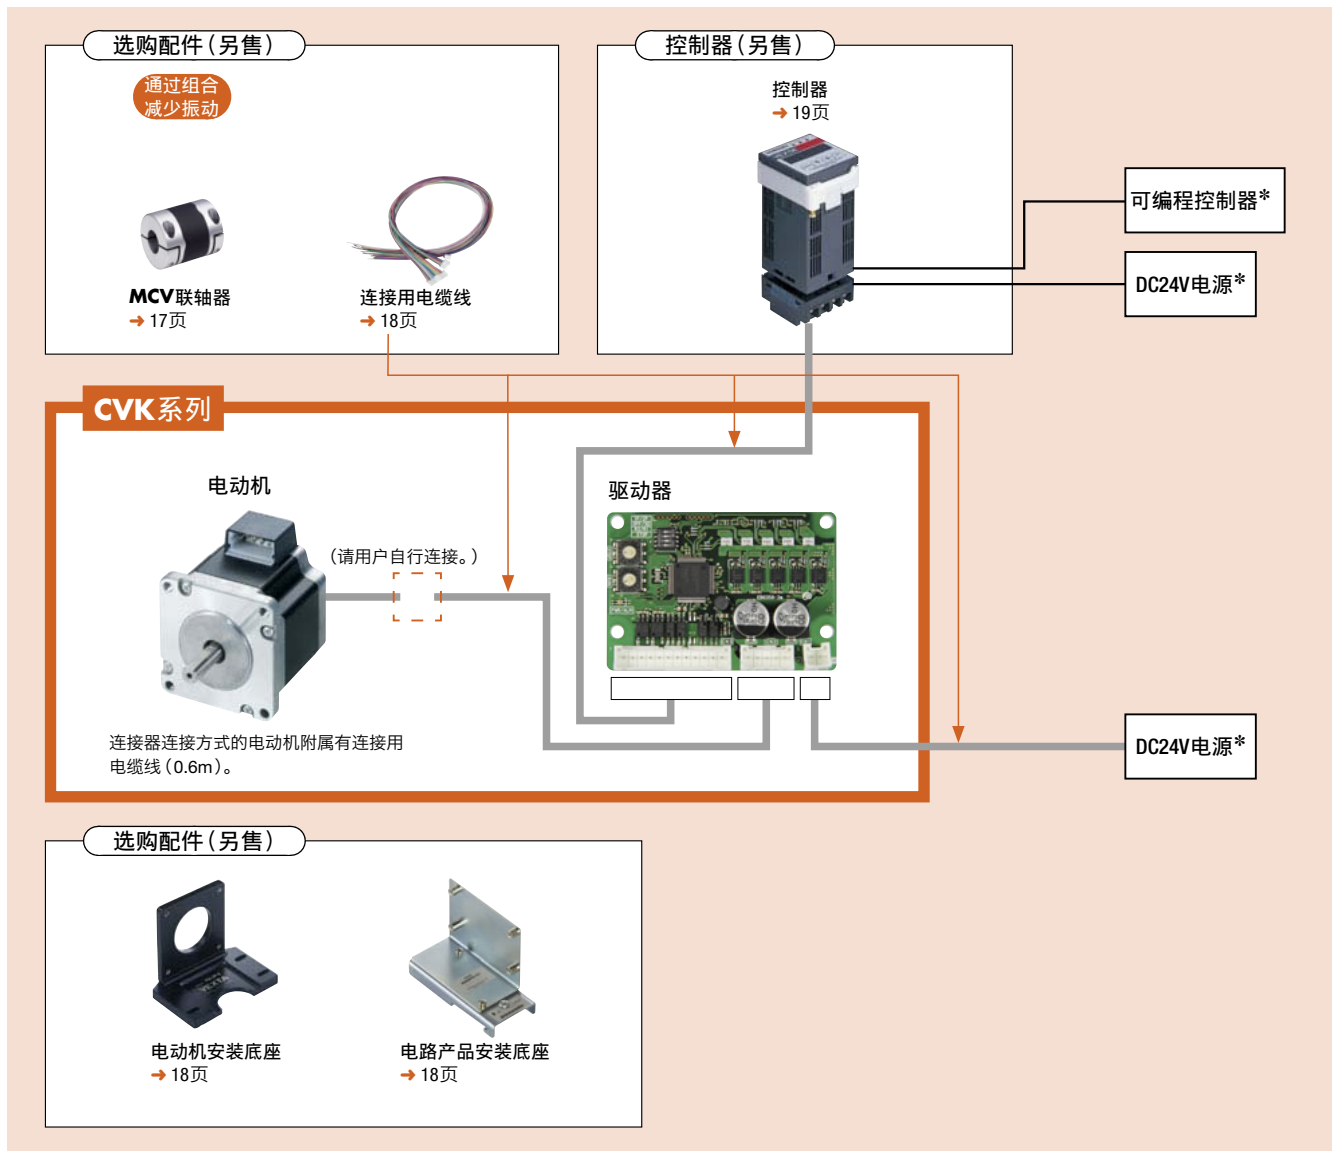 选购配件（另售）
通过组合
减少振动
MCV联轴器
→ 17页
连接用电缆线
→ 18页
控制器（另售）
控制器
→ 19页
可编程控制器*
DC24V电源*
CVK系列
电动机
（请用户自行连接。）
驱动器
连接器连接方式的电动机附属有连接用
电缆线（0.6m）。
DC24V电源*
选购配件（另售）
电动机安装底座
→ 18页
电路产品安装底座
→ 18页